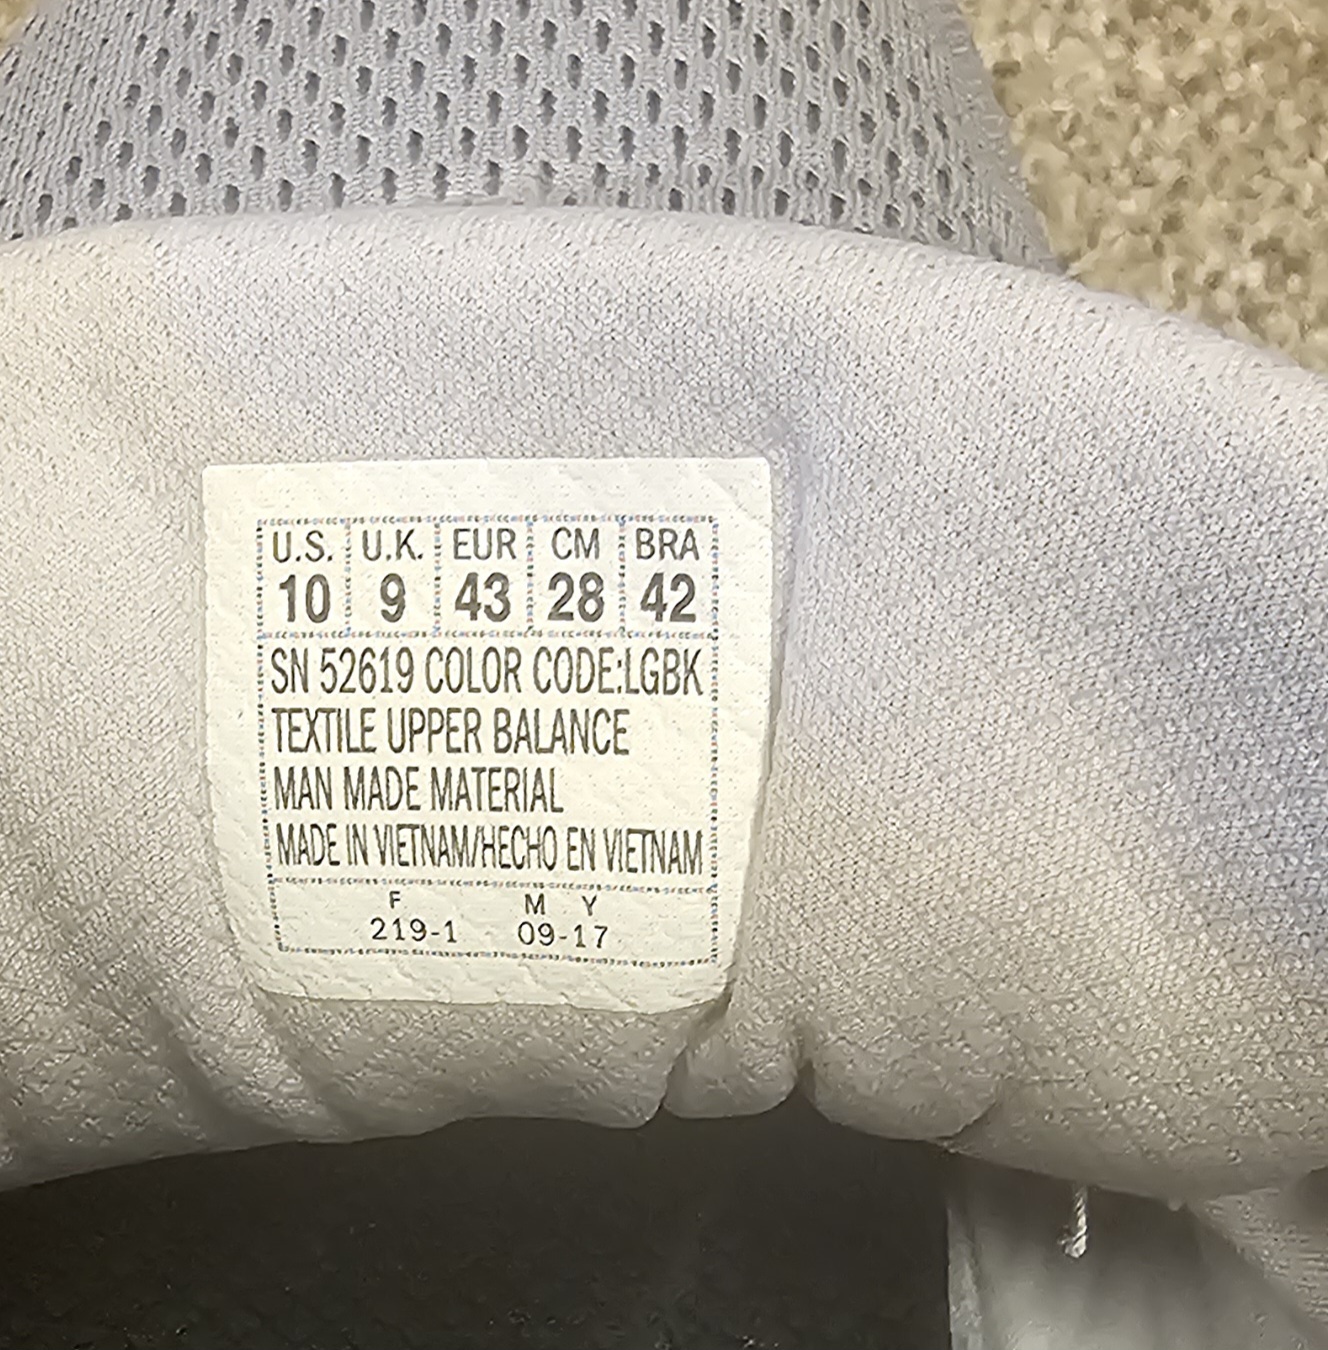 U.S. U.K. EUR CM BRA
10 9 43 28 42
SN 52619 COLOR CODE:LGBK
TEXTILE UPPER BALANCE
MAN MADE MATERIAL
MADE IN VIETNAM/HECHO EN VIETNAM
F M Y
219-1 09-17